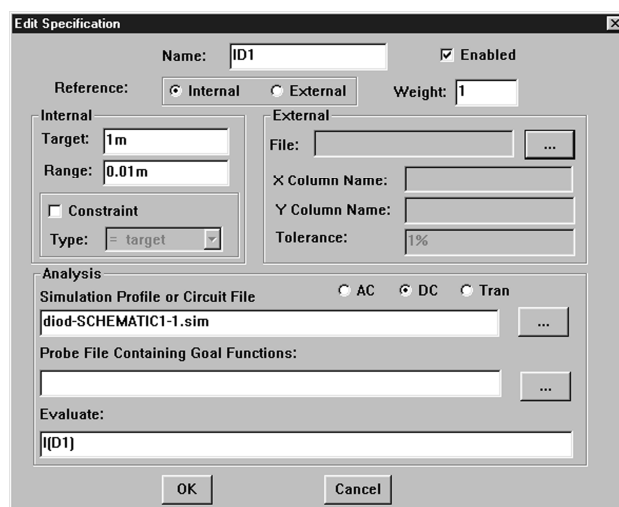 Edit Specification
Name: ID1
Enabled
Reference: Internal External
Weight: 1
Internal
Target: 1m
Range: 0.01m
Constraint
Type: = target
External
File: ...
X Column Name:
Y Column Name:
Tolerance: 1%
Analysis
Simulation Profile or Circuit File
AC DC Tran
diod-SCHEMATIC1-1.sim ...
Probe File Containing Goal Functions:
...
Evaluate:
I(D1)
OK Cancel